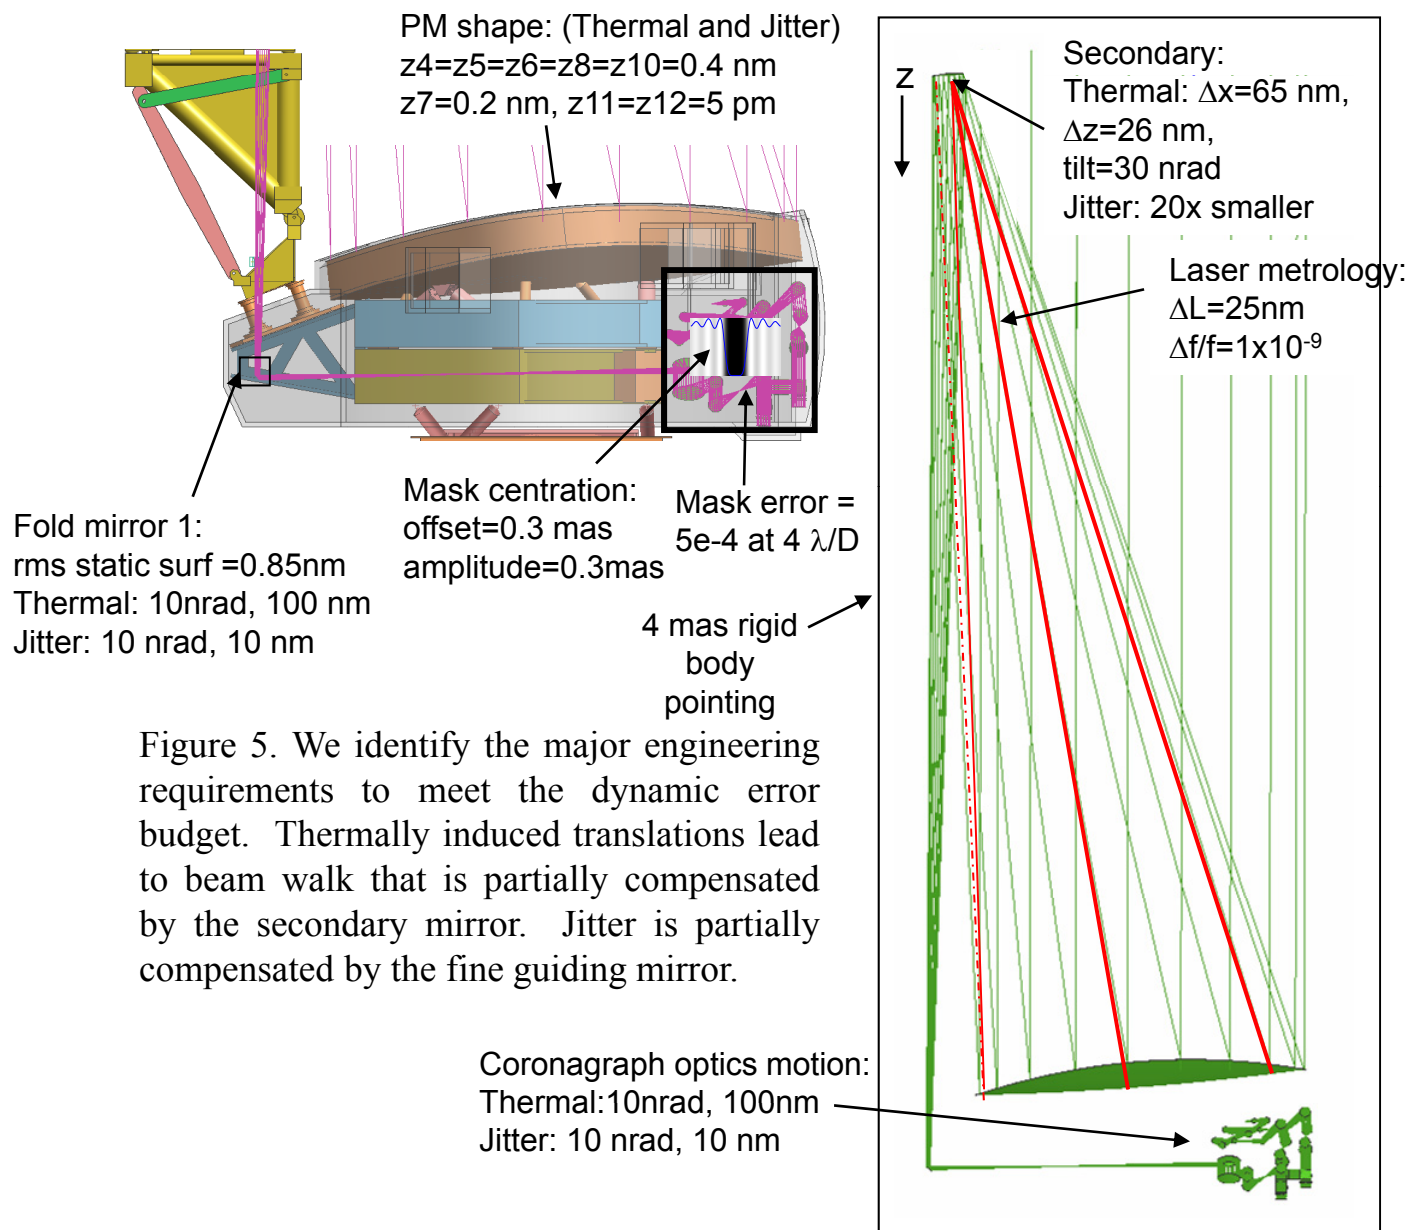 PM shape: (Thermal and Jitter)
z4=z5=z6=z8=z10=0.4 nm
z7=0.2 nm, z11=z12=5 pm
z
Secondary:
Thermal: Δx=65 nm,
Δz=26 nm,
tilt=30 nrad
Jitter: 20x smaller
Laser metrology:
ΔL=25nm
Δf/f=1x10⁻⁹
Fold mirror 1:
rms static surf =0.85nm
Thermal: 10nrad, 100 nm
Jitter: 10 nrad, 10 nm
Mask centration:
offset=0.3 mas
amplitude=0.3mas
Mask error =
5e-4 at 4 λ/D
4 mas rigid
body
pointing
Figure 5. We identify the major engineering
requirements to meet the dynamic error
budget. Thermally induced translations lead
to beam walk that is partially compensated
by the secondary mirror. Jitter is partially
compensated by the fine guiding mirror.
Coronagraph optics motion:
Thermal:10nrad, 100nm
Jitter: 10 nrad, 10 nm